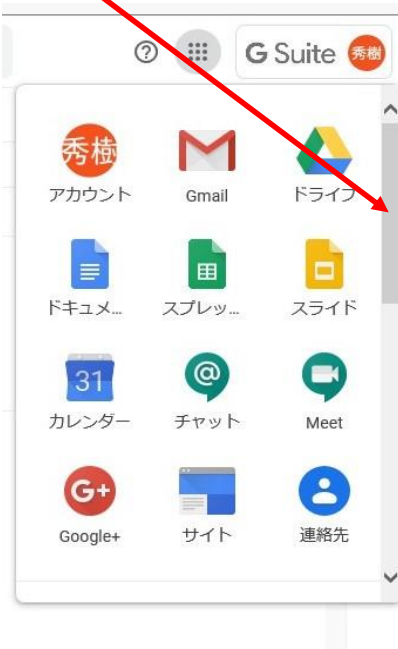 G Suite 秀樹
秀樹
アカウント Gmail ドライブ
ドキュメ... スプレッ... スライド
31 @
カレンダー チャット Meet
G+
Google+ サイト 連絡先